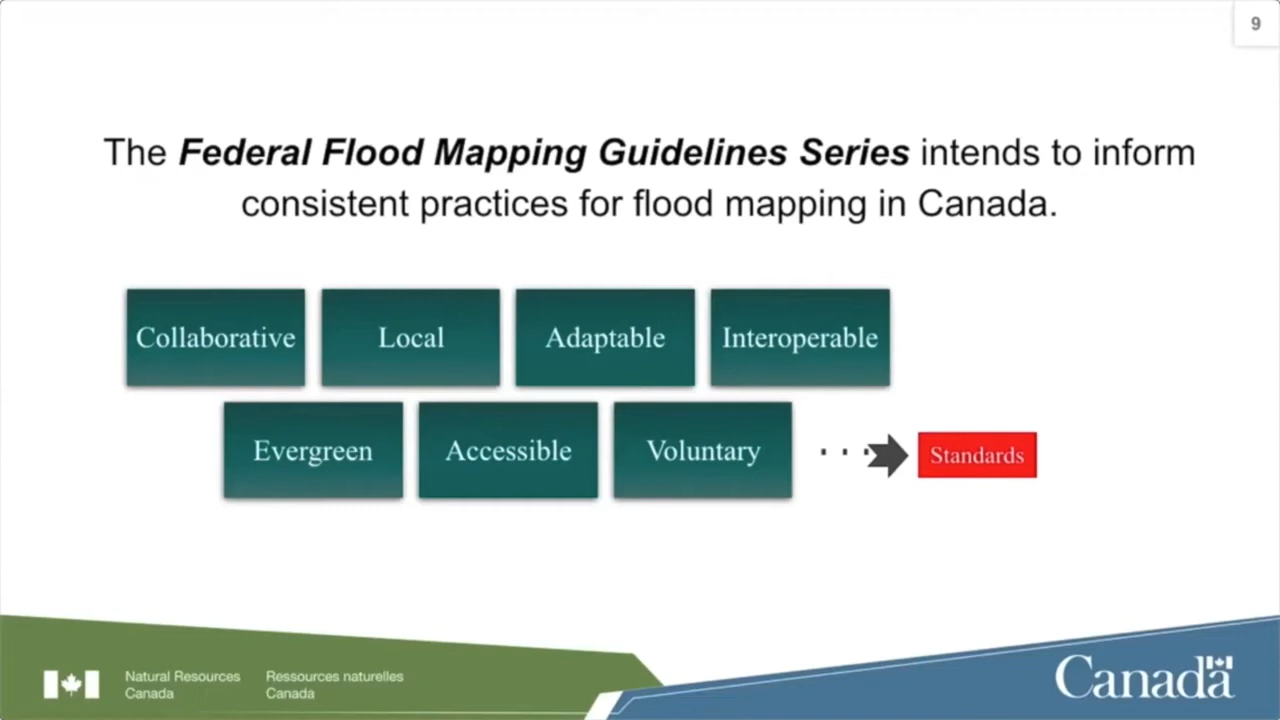 9
The Federal Flood Mapping Guidelines Series intends to inform
consistent practices for flood mapping in Canada.
Collaborative Local Adaptable Interoperable
Evergreen Accessible Voluntary ... Standards
Natural Resources Ressources naturelles
Canada Canada
Canada